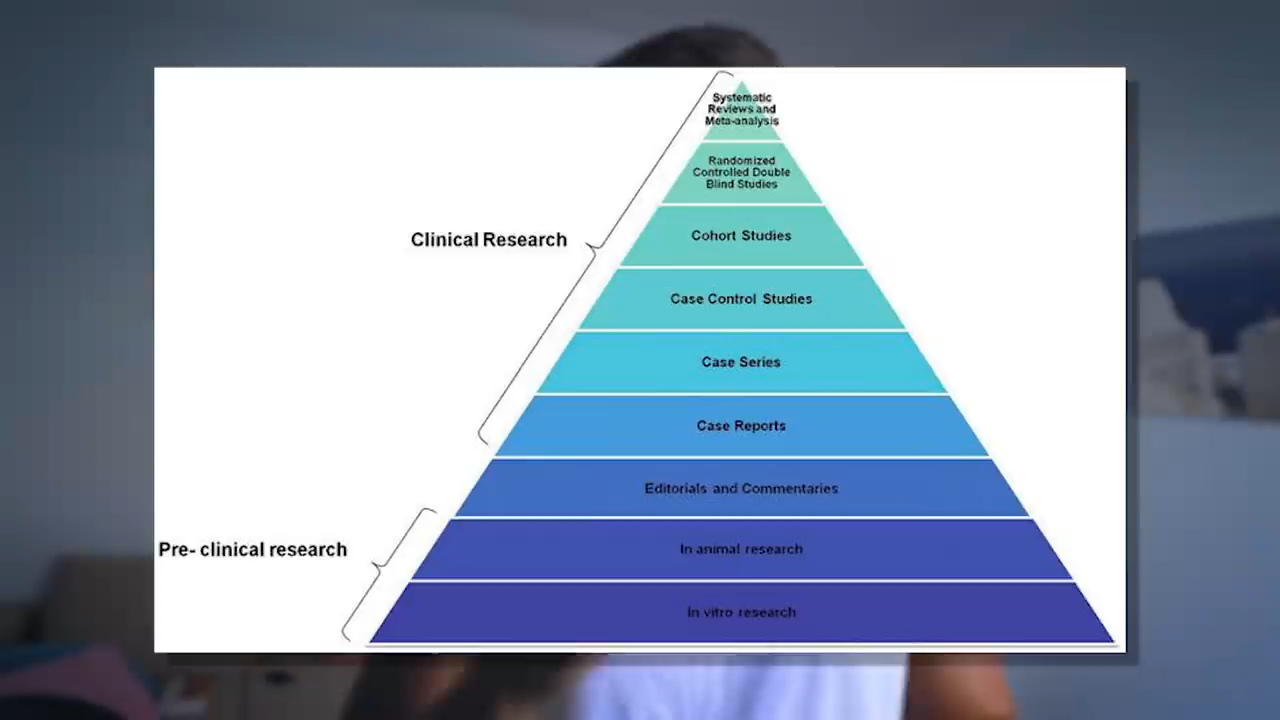 Systematic
Reviews and
Meta-analysis
Randomized
Controlled Double
Blind Studies
Clinical Research
Cohort Studies
Case Control Studies
Case Series
Case Reports
Editorials and Commentaries
Pre- clinical research
In animal research
In vitro research